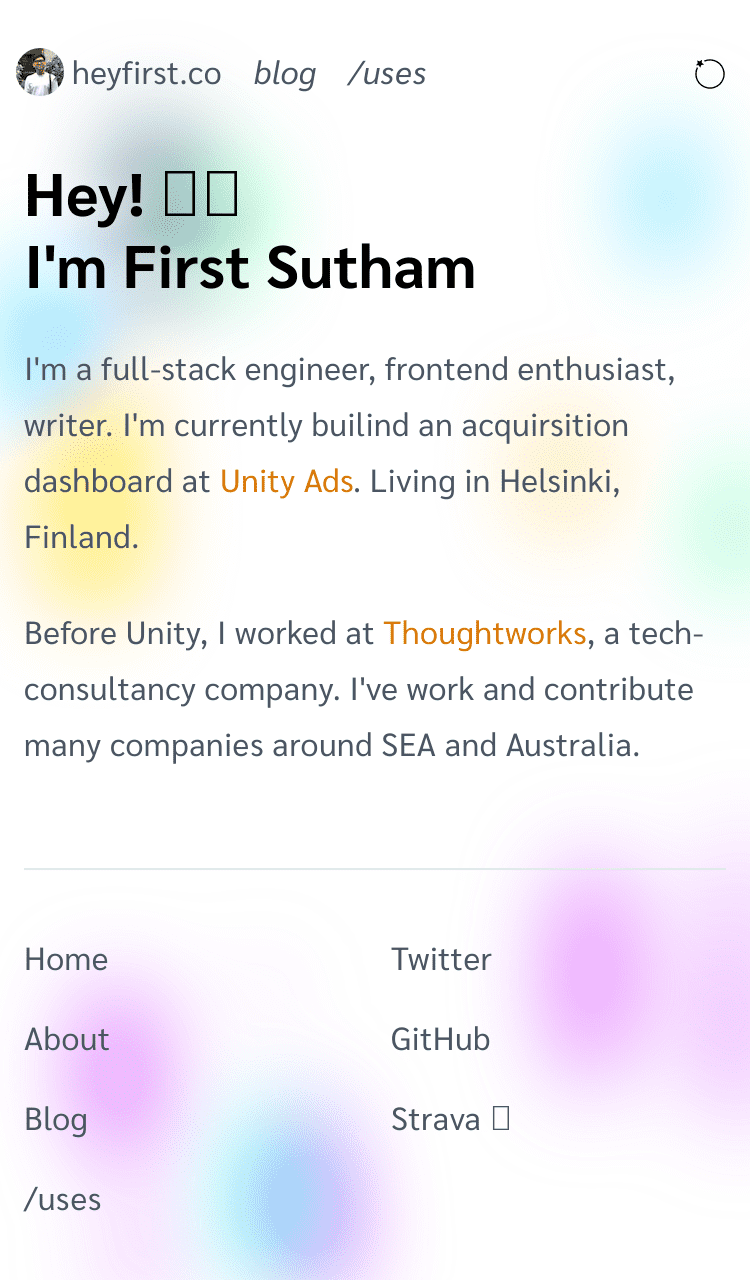 heyfirst.co blog /uses
Hey!
I'm First Sutham
I'm a full-stack engineer, frontend enthusiast,
writer. I'm currently builind an acquirsition
dashboard at Unity Ads. Living in Helsinki,
Finland.
Before Unity, I worked at Thoughtworks, a tech-
consultancy company. I've work and contribute
many companies around SEA and Australia.
Home
Twitter
About
GitHub
Blog
Strava
/uses